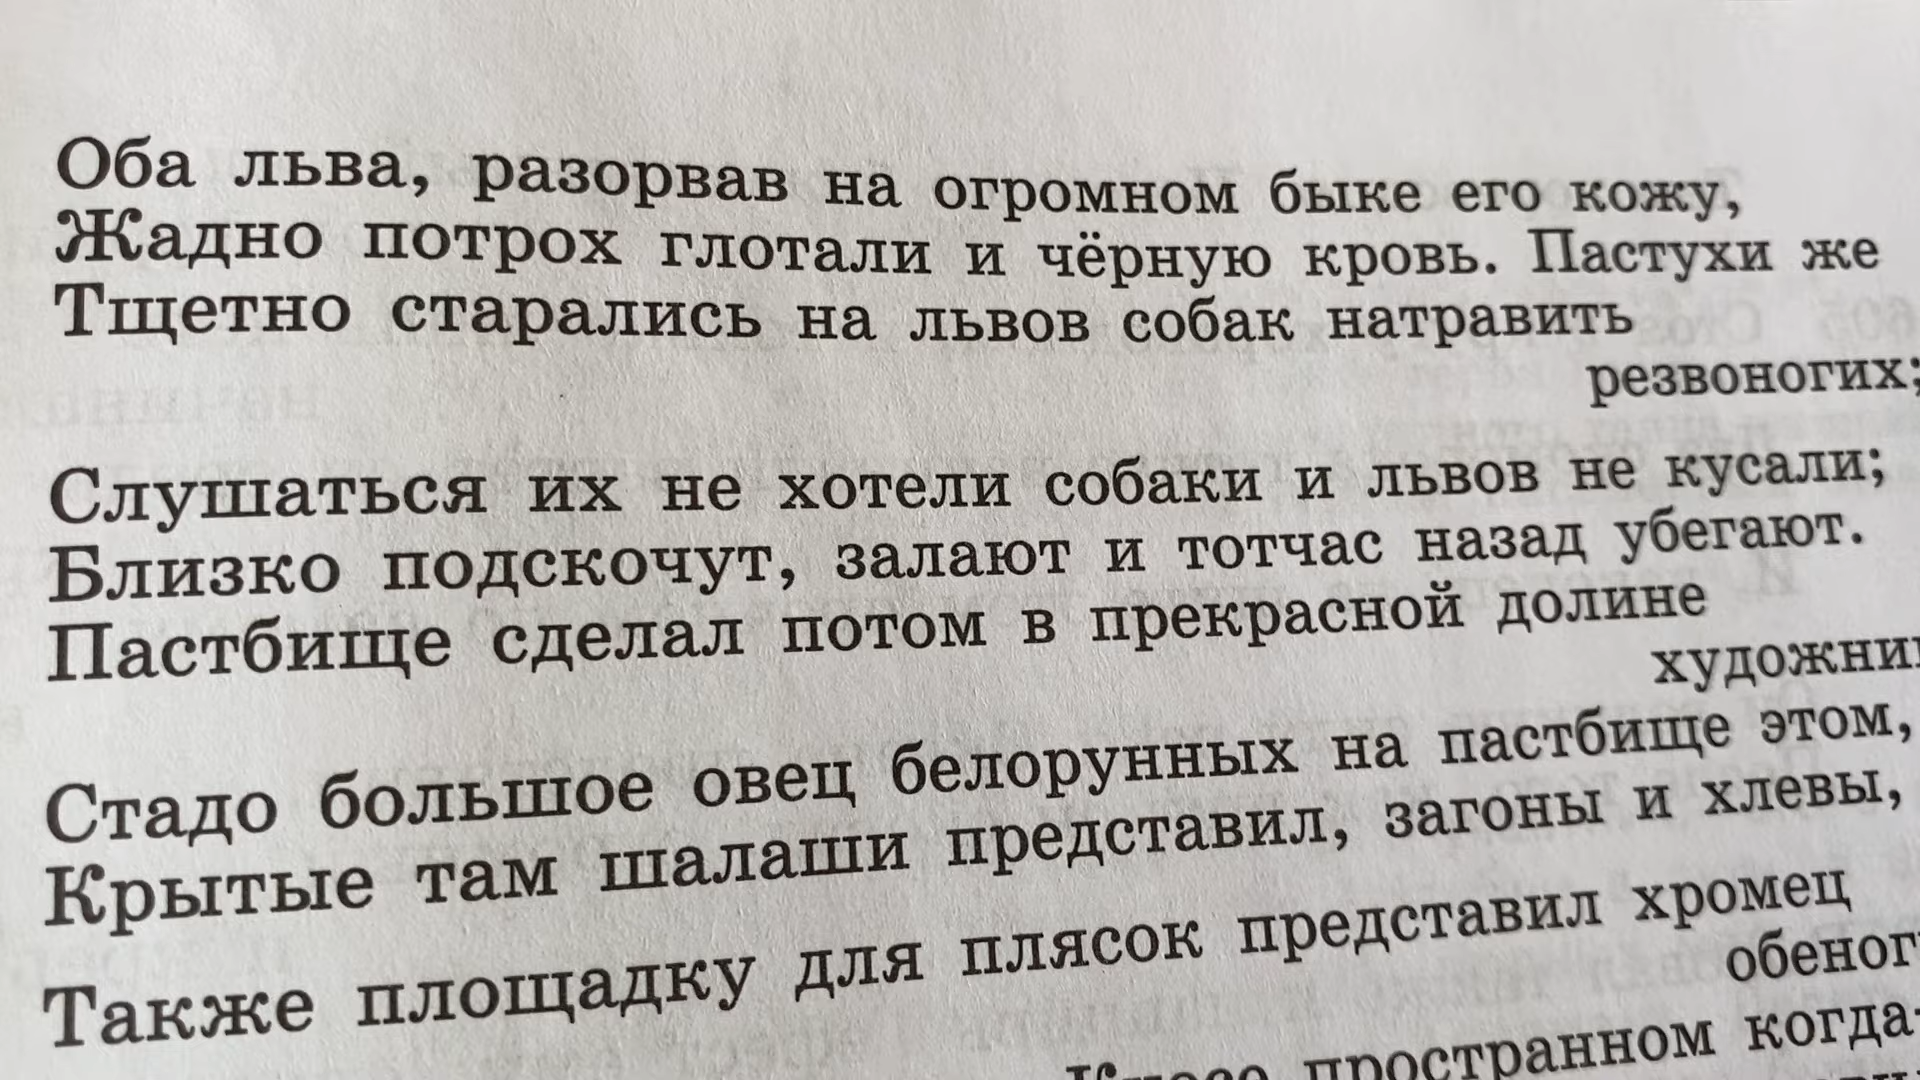 Оба льва, разорвав на огромном быке его кожу,
Жадно потрох глотали и чёрную кровь. Пастухи же
Тщетно старались на львов собак натравить
резвоногих;
Слушаться их не хотели собаки и львов не кусали;
Близко подскочут, залают и тотчас назад убегают.
Пастбище сделал потом в прекрасной долине
Стадо большое овец белорунных на пастбище этом,
Крытые там шалаши представил, загоны и хлевы,
Также площадку для плясок представил хромец
пространном когда-